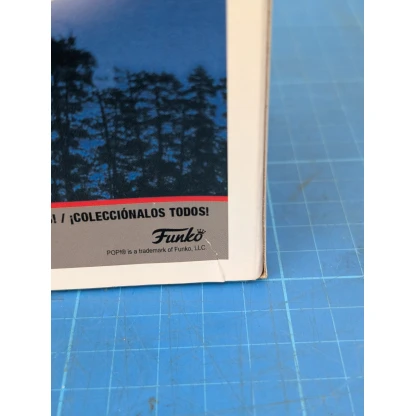 ! / ¡COLECCIÓNALOS TODOS!
Funko
POP!® is a trademark of Funko, LLC.